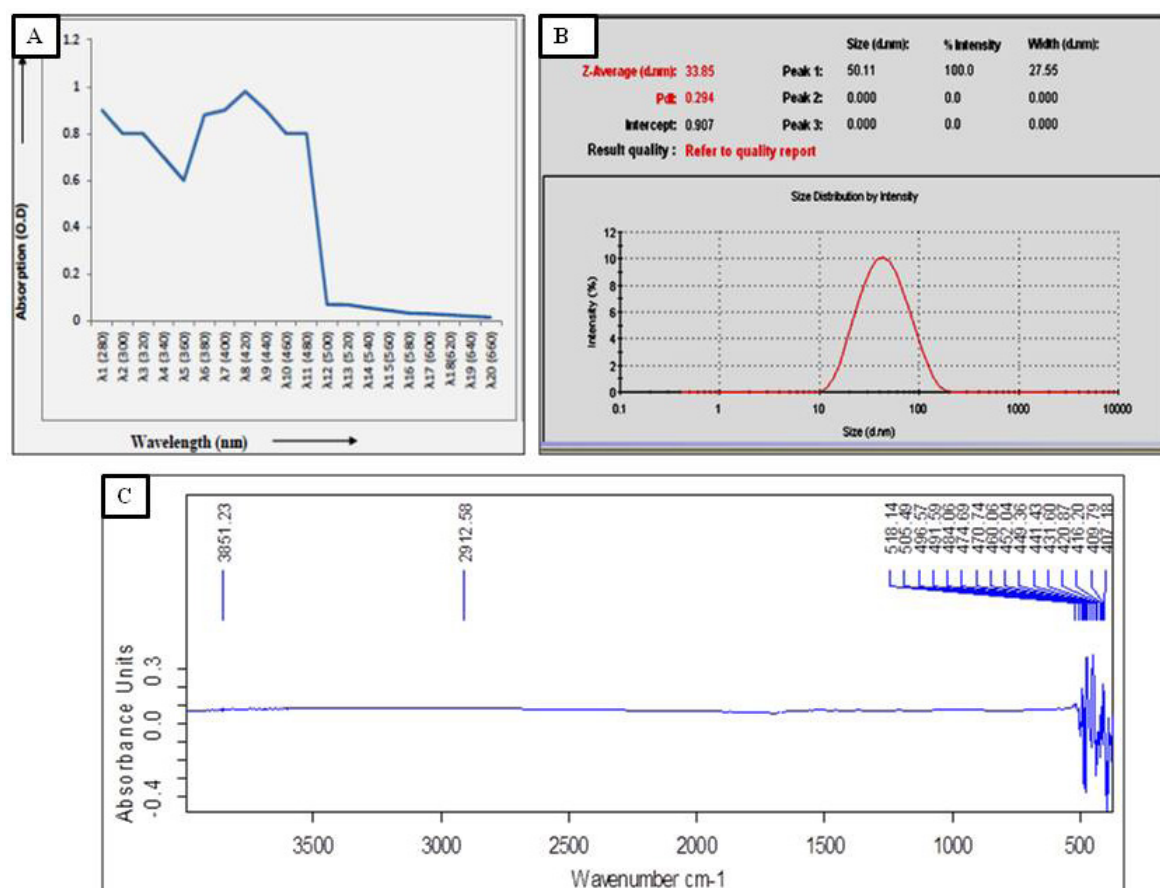 A
1.2
1
0.8
0.6
0.4
0.2
0
Absorption (O.D)
λ1 (280)
λ2 (300)
λ3 (320)
λ4 (340)
λ5 (360)
λ6 (380)
λ7 (400)
λ8 (420)
λ9 (440)
λ10 (460)
λ11 (480)
λ12 (500)
λ13 (520)
λ14 (540)
λ15 (560)
λ16 (580)
λ17 (600)
λ18(620)
λ19 (640)
λ20 (660)
Wavelength (nm)
B
Size (d.nm): % Intensity Width (d.nm):
Z-Average (d.nm): 33.85 Peak 1: 50.11 100.0 27.55
PdI: 0.294 Peak 2: 0.000 0.0 0.000
Intercept: 0.907 Peak 3: 0.000 0.0 0.000
Result quality : Refer to quality report
Size Distribution by Intensity
12
10
8
6
4
2
0
Intensity (%)
0.1 1 10 100 1000 10000
Size (d.nm)
C
3851.23
2912.58
518.14
505.49
496.57
491.59
484.06
474.69
470.74
460.06
452.04
449.36
441.43
431.60
420.87
416.20
409.79
407.18
Absorbance Units
0.3
0.0
-0.4
3500 3000 2500 2000 1500 1000 500
Wavenumber cm-1